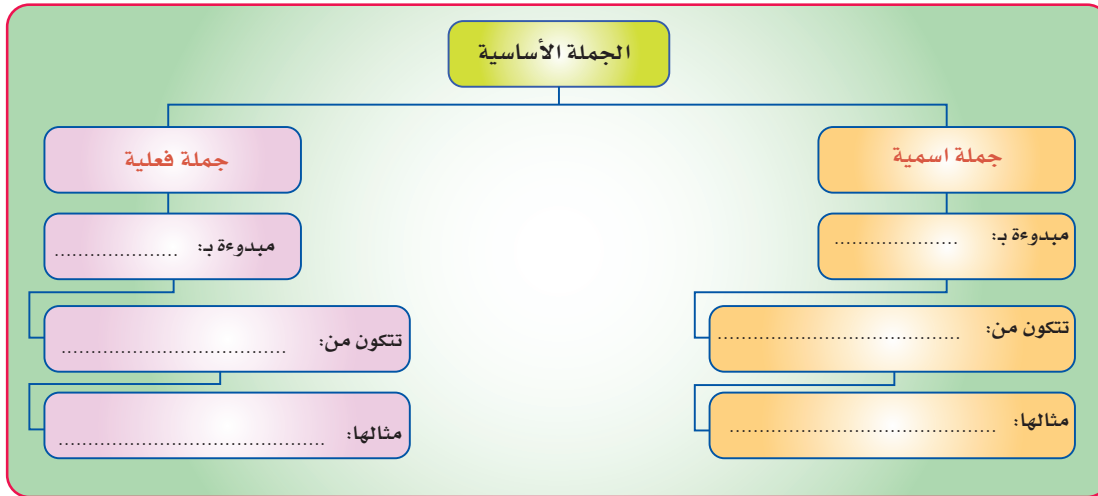 الجملة الأساسية
جملة اسمية
جملة فعلية
مبدوءة بـ: .....................
مبدوءة بـ: .....................
تتكون من: .........................................
تتكون من: ......................................
مثالها: .............................................
مثالها: .............................................